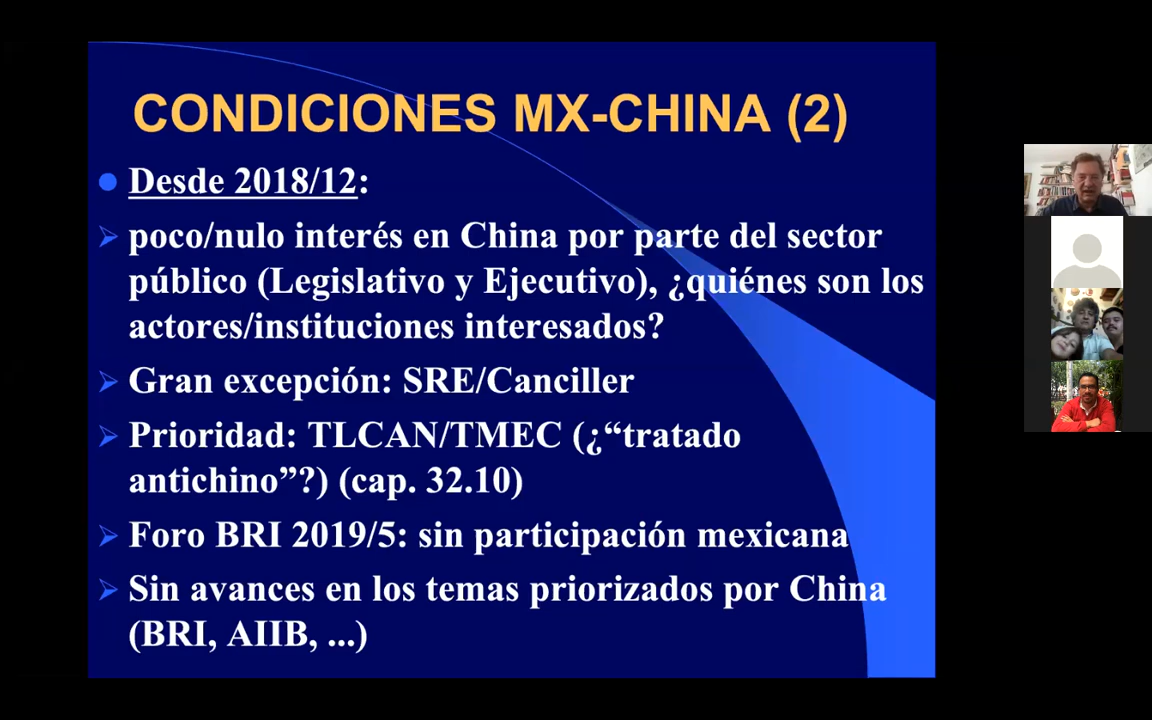 CONDICIONES MX-CHINA (2)
Desde 2018/12:
poco/nulo interés en China por parte del sector
público (Legislativo y Ejecutivo), ¿quiénes son los
actores/instituciones interesados?
Gran excepción: SRE/Canciller
Prioridad: TLCAN/TMEC (¿“tratado
antichino”?) (cap. 32.10)
Foro BRI 2019/5: sin participación mexicana
Sin avances en los temas priorizados por China
(BRI, AIIB, ...)